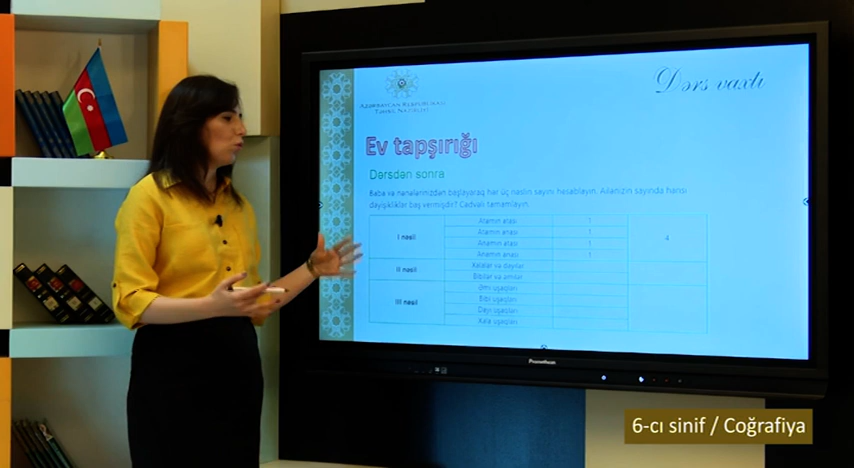 Dərs vaxtı
AZƏRBAYCAN RESPUBLİKASI
TƏHSİL NAZİRLİYİ
Ev tapşırığı
Dərsdən sonra
Baba və nənələrinizdən başlayaraq hər üç nəslin sayını hesablayın. Ailənizin sayında hansı
dəyişikliklər baş vermişdir? Cədvəli tamamlayın.
I nəsil
Atamın atası 1
Atamın anası 1
Anamın atası 1
Anamın anası 1
4
II nəsil
Xalalar və dayılar
Bibilər və əmilər
III nəsil
Əmi uşaqları
Bibi uşaqları
Dayı uşaqları
Xala uşaqları
Promethean
6-cı sinif / Coğrafiya